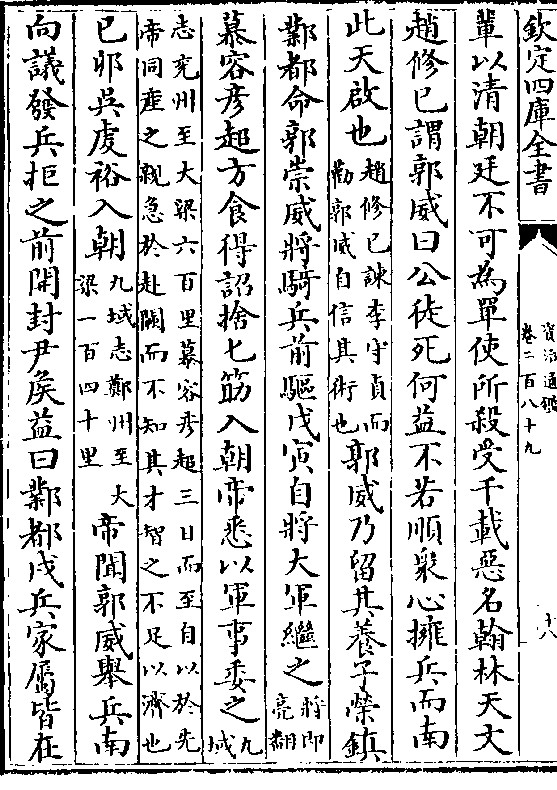 欽定四庫全書
資治通鑑
卷二百八十九
十八
輩以清朝廷不可為單使所殺受千載惡名翰林天文
趙修已謂郭威曰公徒死何益不若順衆心擁兵而南
此天啟也趙修已諫李守貞而
勸郭威自信其術也郭威乃留其養子榮鎮
鄴都命郭崇威將騎兵前驅戊寅自將大軍繼之將即
亮翻
慕容彦超方食得詔捨匕筯入朝帝悉以軍事委之九
域
志兖州至大梁六百里慕容彦超三日而至自以於先
帝同產之親急於赴闕而不知其才智之不足以濟也
已夘吳虔裕入朝九域志鄭州至大
梁一百四十里帝聞郭威舉兵南
向議發兵拒之前開封尹侯益曰鄴都戍兵家屬皆在